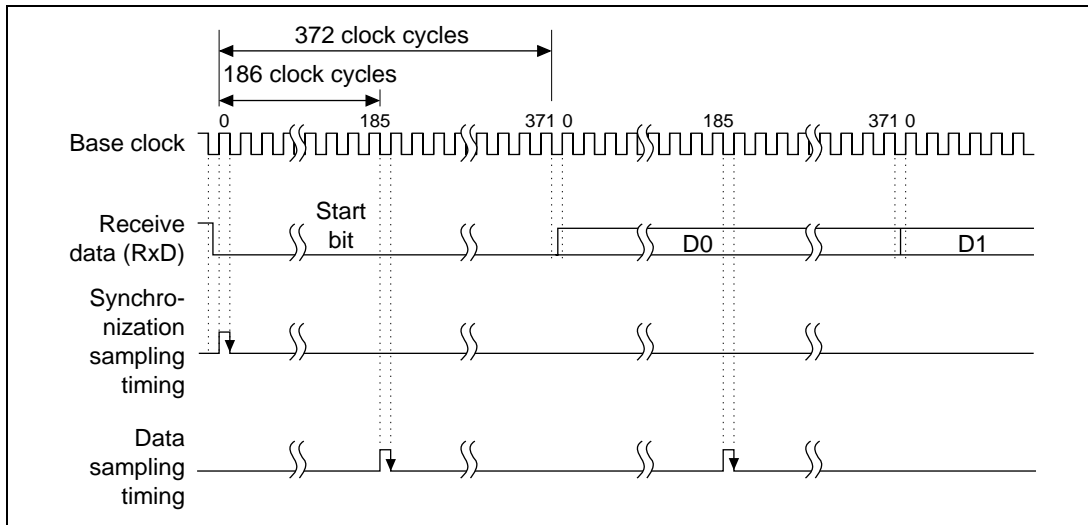 372 clock cycles
186 clock cycles
0 185 371 0 185 371 0
Base clock
Receive
data (RxD)
Start
bit
D0 D1
Synchro-
nization
sampling
timing
Data
sampling
timing